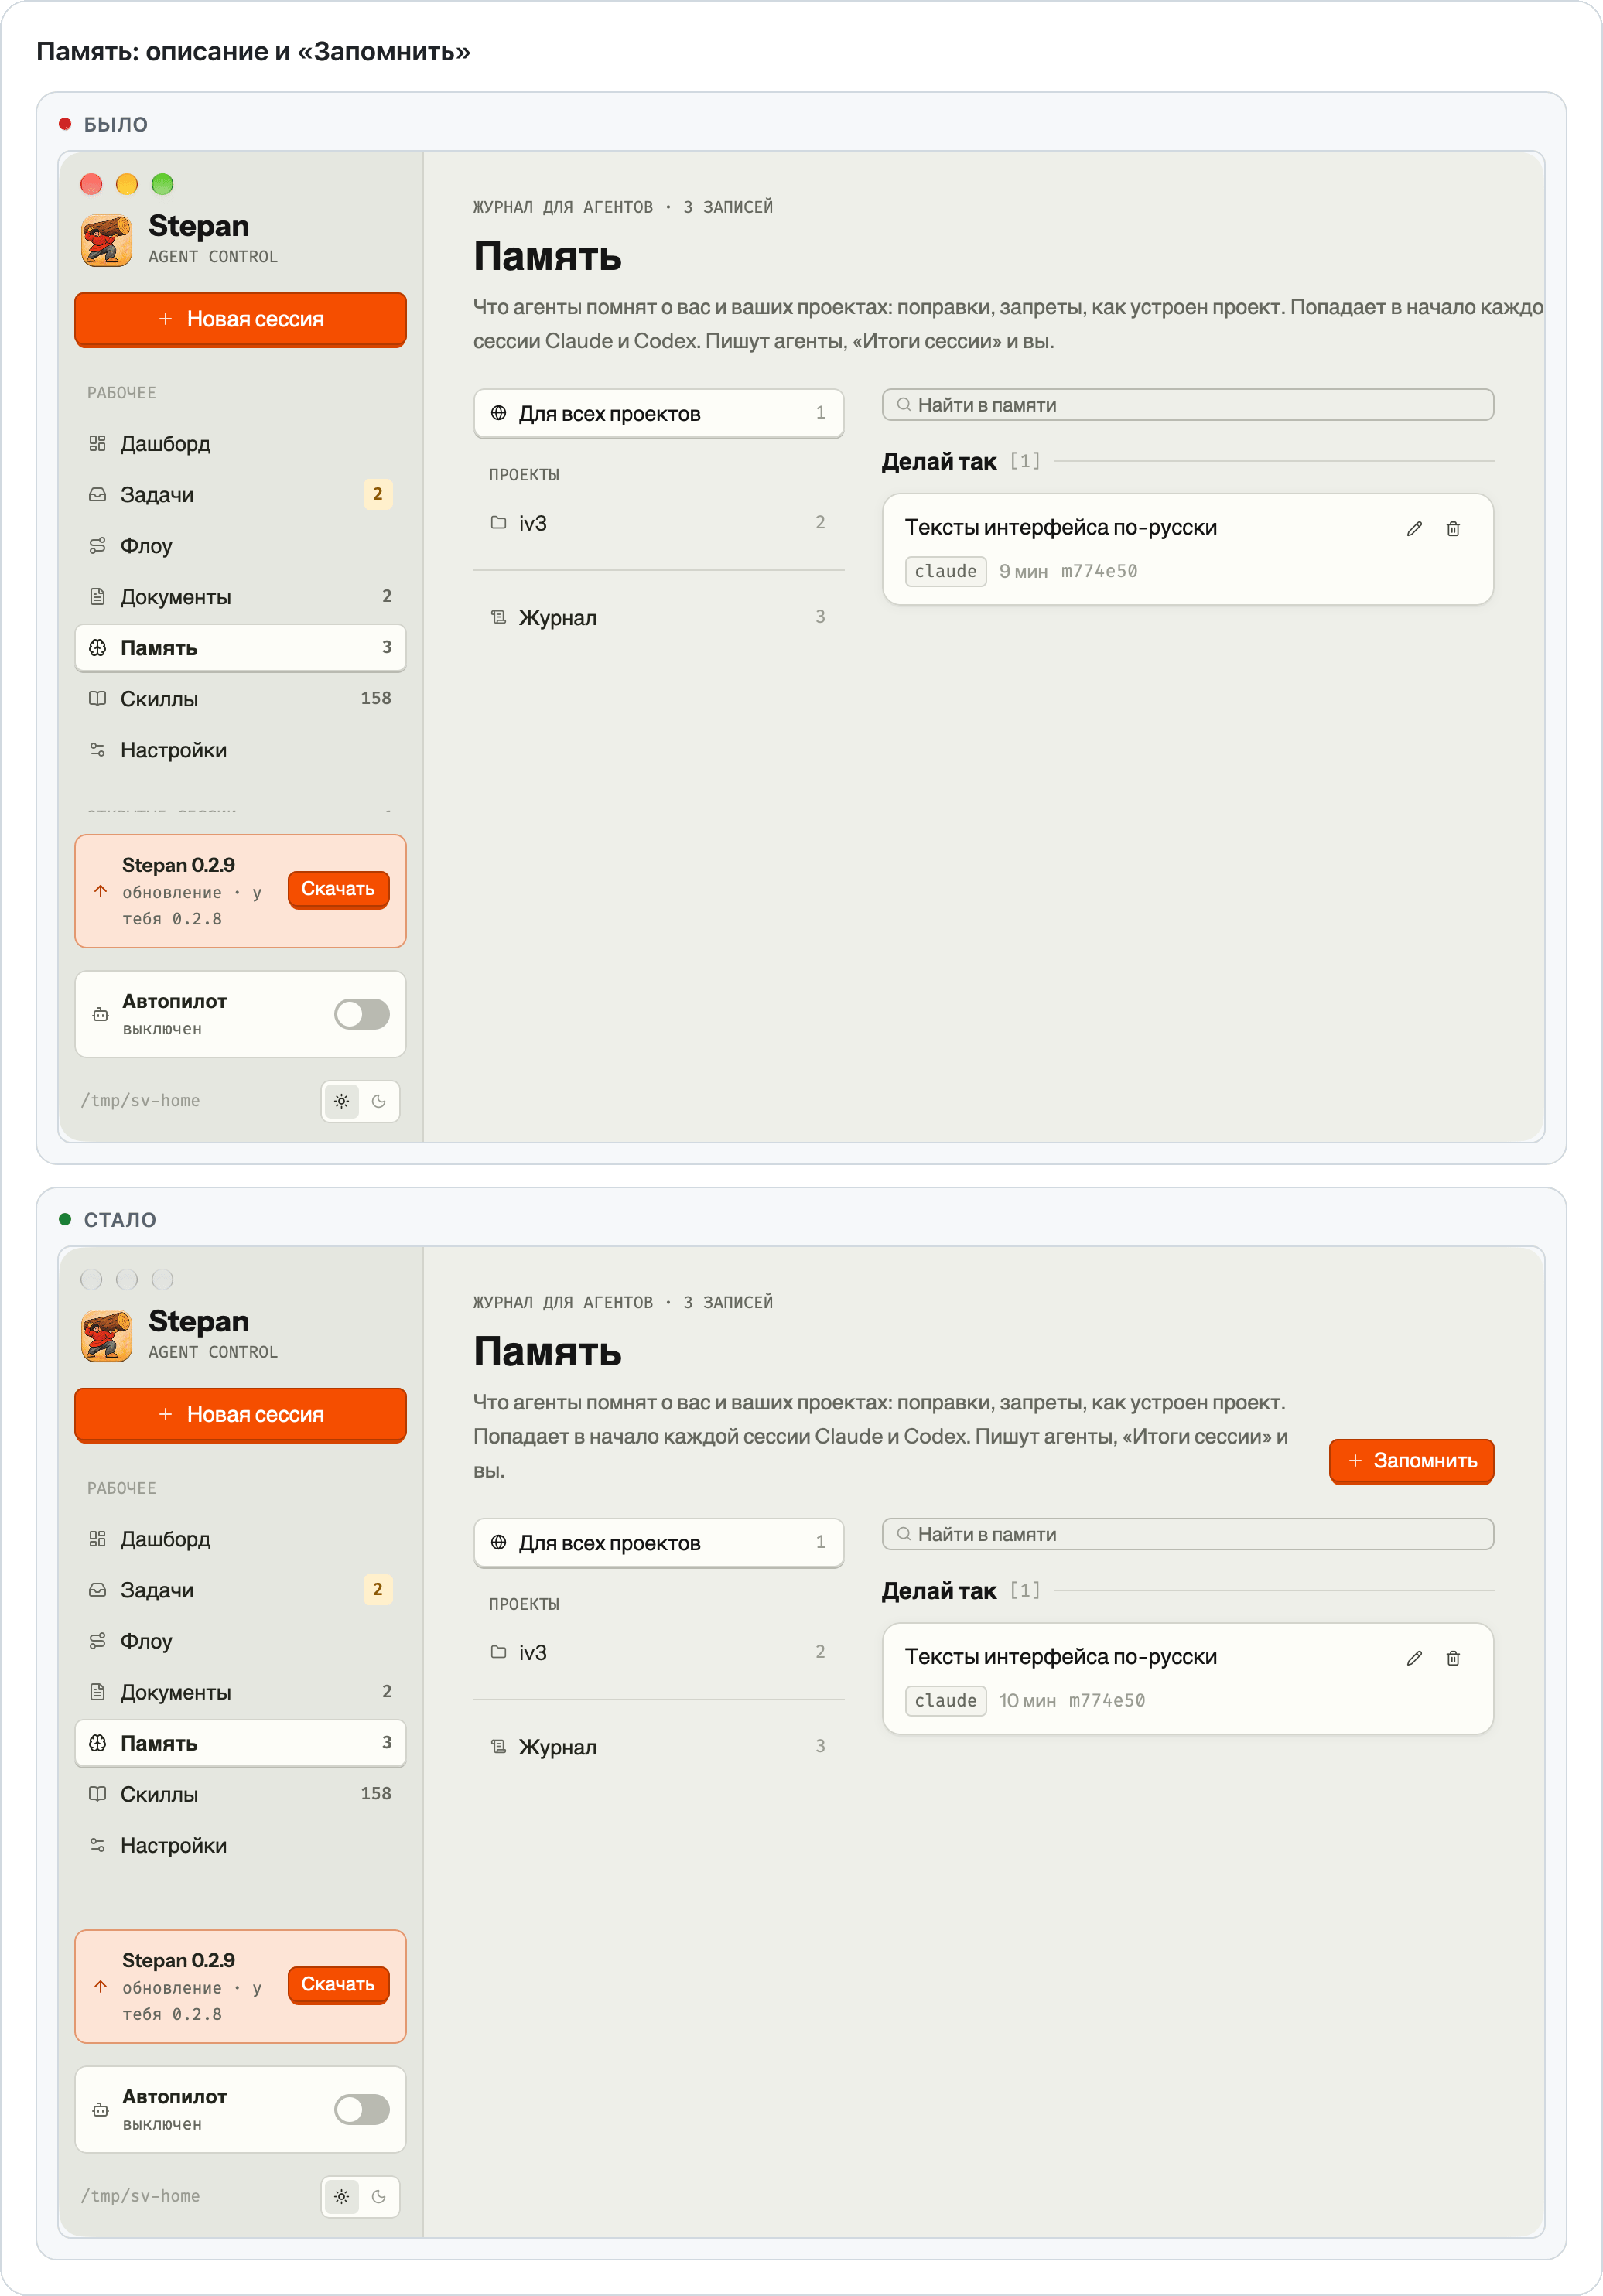 Память: описание и «Запомнить»
БЫЛО
Stepan
AGENT CONTROL
+ Новая сессия
РАБОЧЕЕ
Дашборд
Задачи 2
Флоу
Документы 2
Память 3
Скиллы 158
Настройки
Stepan 0.2.9
обновление · у
тебя 0.2.8
Скачать
Автопилот
выключен
/tmp/sv-home
ЖУРНАЛ ДЛЯ АГЕНТОВ · 3 ЗАПИСЕЙ
Память
Что агенты помнят о вас и ваших проектах: поправки, запреты, как устроен проект. Попадает в начало каждо
сессии Claude и Codex. Пишут агенты, «Итоги сессии» и вы.
Для всех проектов 1
ПРОЕКТЫ
iv3 2
Журнал 3
Найти в памяти
Делай так [1]
Тексты интерфейса по-русски
claude 9 мин m774e50
СТАЛО
Stepan
AGENT CONTROL
+ Новая сессия
РАБОЧЕЕ
Дашборд
Задачи 2
Флоу
Документы 2
Память 3
Скиллы 158
Настройки
Stepan 0.2.9
обновление · у
тебя 0.2.8
Скачать
Автопилот
выключен
/tmp/sv-home
ЖУРНАЛ ДЛЯ АГЕНТОВ · 3 ЗАПИСЕЙ
Память
Что агенты помнят о вас и ваших проектах: поправки, запреты, как устроен проект.
Попадает в начало каждой сессии Claude и Codex. Пишут агенты, «Итоги сессии» и
вы.
+ Запомнить
Для всех проектов 1
ПРОЕКТЫ
iv3 2
Журнал 3
Найти в памяти
Делай так [1]
Тексты интерфейса по-русски
claude 10 мин m774e50